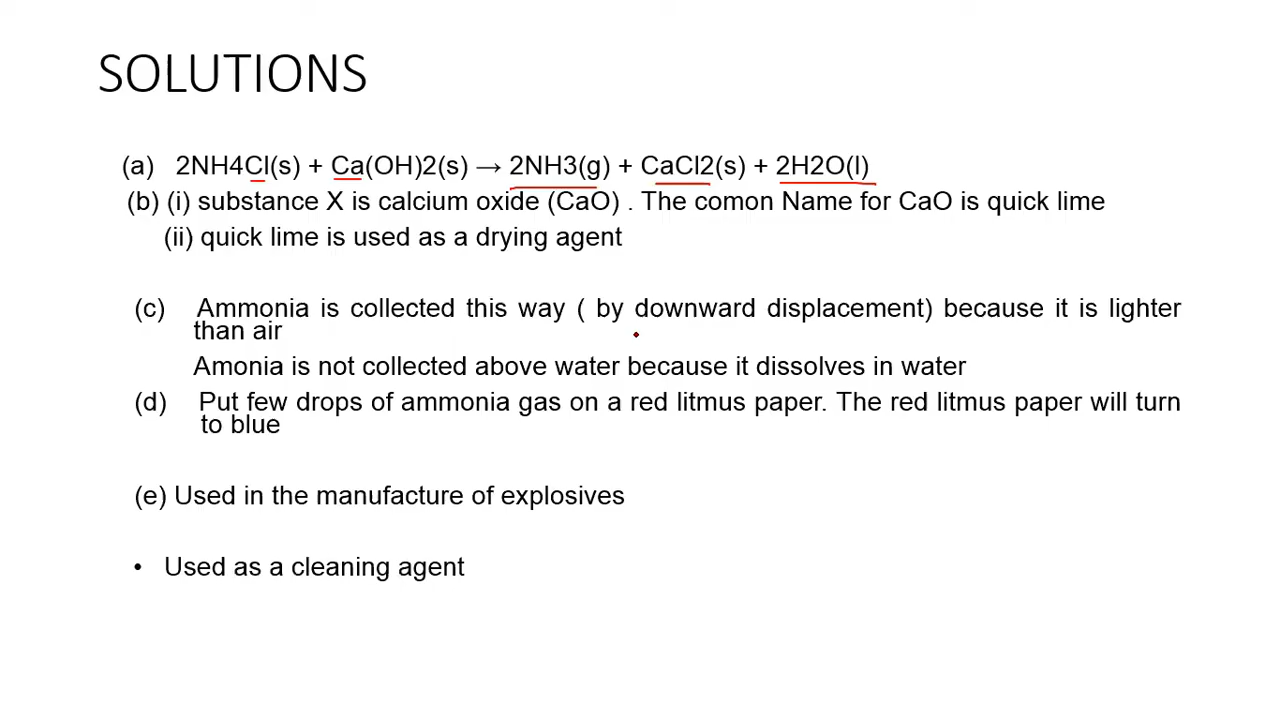 SOLUTIONS
(a) 2NH4Cl(s) + Ca(OH)2(s) → 2NH3(g) + CaCl2(s) + 2H2O(l)
(b) (i) substance X is calcium oxide (CaO) . The comon Name for CaO is quick lime
(ii) quick lime is used as a drying agent
(c) Ammonia is collected this way ( by downward displacement) because it is lighter
than air
Amonia is not collected above water because it dissolves in water
(d) Put few drops of ammonia gas on a red litmus paper. The red litmus paper will turn
to blue
(e) Used in the manufacture of explosives
• Used as a cleaning agent